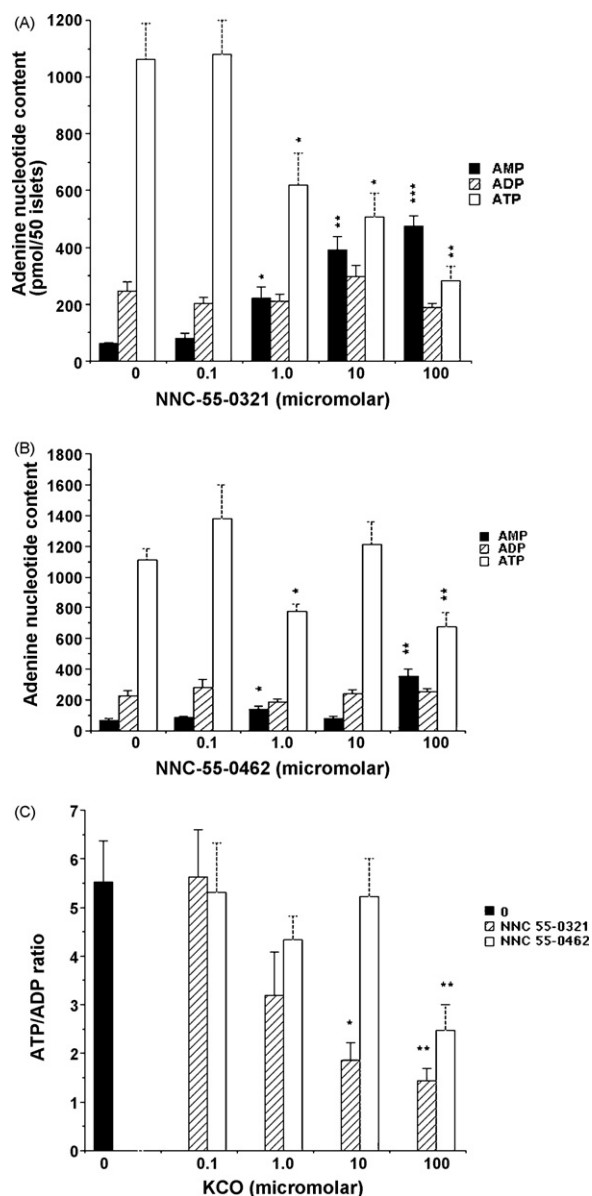 (A)
1200
1000
800
600
400
200
0
Adenine nucleotide content
(pmol/50 islets)
*
*
**
*
***
**
AMP
ADP
ATP
0 0.1 1.0 10 100
NNC-55-0321 (micromolar)
(B)
1800
1600
1400
1200
1000
800
600
400
200
0
Adenine nucleotide content
*
*
**
**
AMP
ADP
ATP
0 0.1 1.0 10 100
NNC-55-0462 (micromolar)
(C)
7
6
5
4
3
2
1
0
ATP/ADP ratio
*
**
**
0
NNC 55-0321
NNC 55-0462
0 0.1 1.0 10 100
KCO (micromolar)